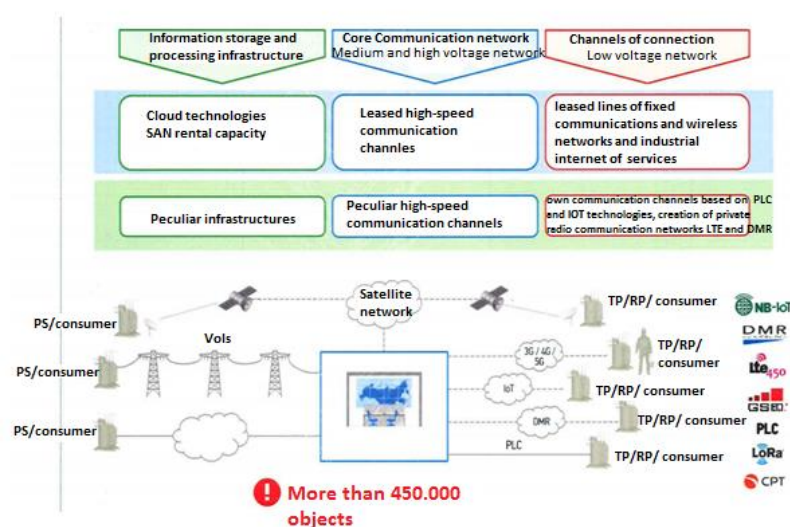 Information storage and
processing infrastructure
Core Communication network
Medium and high voltage network
Channels of connection
Low voltage network
Cloud technologies
SAN rental capacity
Leased high-speed
communication
channles
leased lines of fixed
communications and wireless
networks and industrial
internet of services
Peculiar infrastructures
Peculiar high-speed
communication channels
own communication channels based on PLC
and IOT technologies, creation of private
radio communication networks LTE and DMR
Satellite
network
TP/RP/ consumer
PS/consumer
Vols
3G / 4G /
5G
TP/RP/
consumer
PS/consumer
IoT
TP/RP/ consumer
PS/consumer
DMR
TP/RP/ consumer
PLC
TP/RP/ consumer
NB-IoT
DMR
Lte450
PLC
LoRa
CPT
! More than 450.000
objects